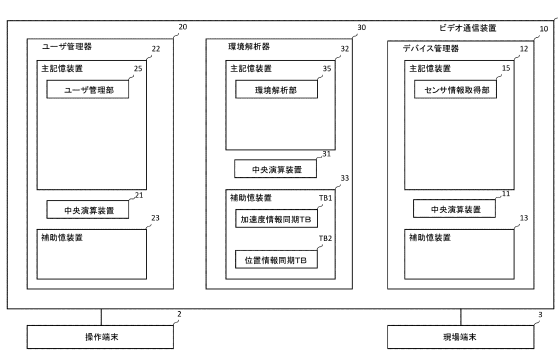 ビデオ通信装置
10
20
ユーザ管理器
22
主記憶装置
25
ユーザ管理部
21
中央演算装置
23
補助憶装置
30
環境解析器
32
主記憶装置
35
環境解析部
31
中央演算装置
33
補助憶装置
TB1
加速度情報同期TB
TB2
位置情報同期TB
デバイス管理器
12
主記憶装置
15
センサ情報取得部
11
中央演算装置
13
補助憶装置
2
操作端末
3
現場端末